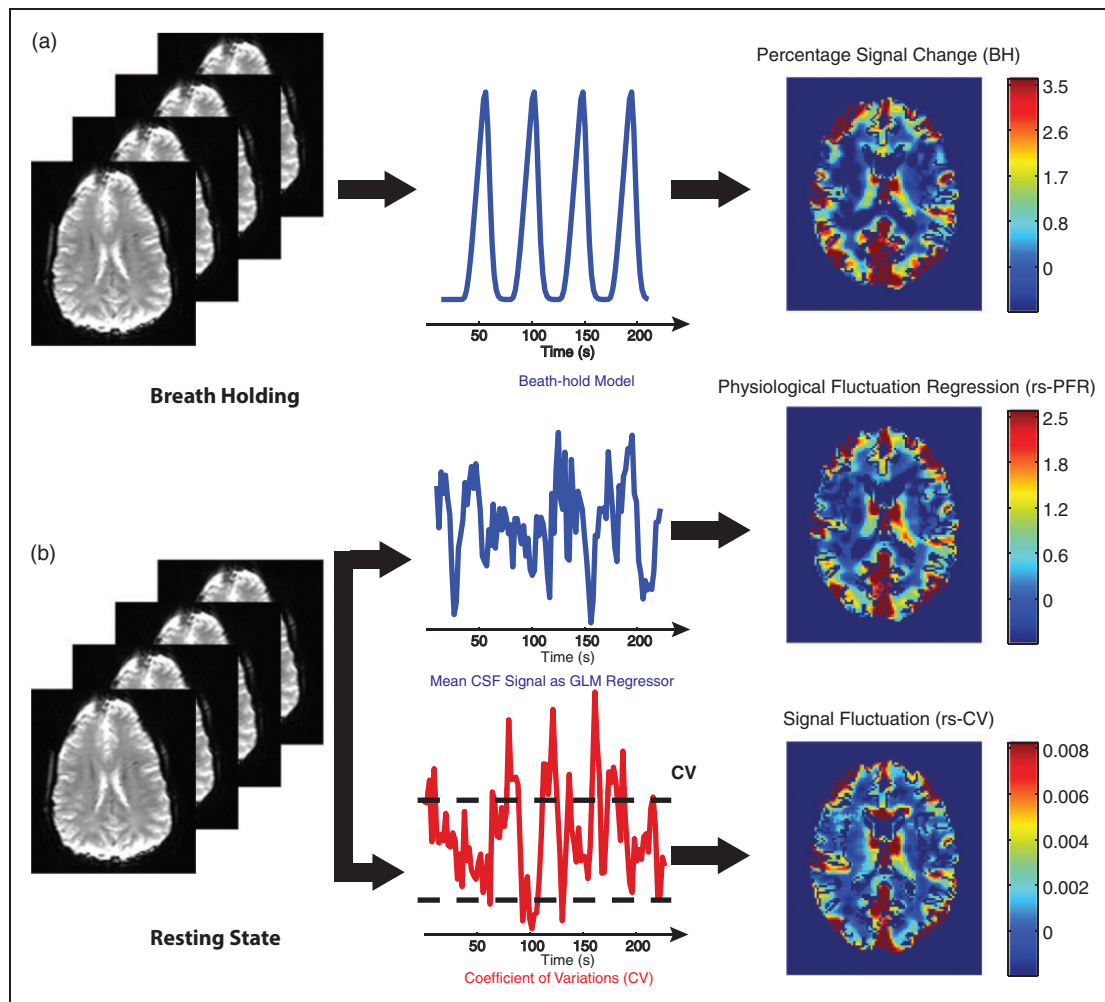 (a)
Percentage Signal Change (BH)
3.5
2.6
1.7
0.8
0
50 100 150 200
Time (s)
Beath-hold Model
Breath Holding
Physiological Fluctuation Regression (rs-PFR)
2.5
1.8
1.2
0.6
0
(b)
50 100 150 200
Time (s)
Mean CSF Signal as GLM Regressor
Signal Fluctuation (rs-CV)
CV
0.008
0.006
0.004
0.002
0
Resting State
50 100 150 200
Time (s)
Coefficient of Variations (CV)